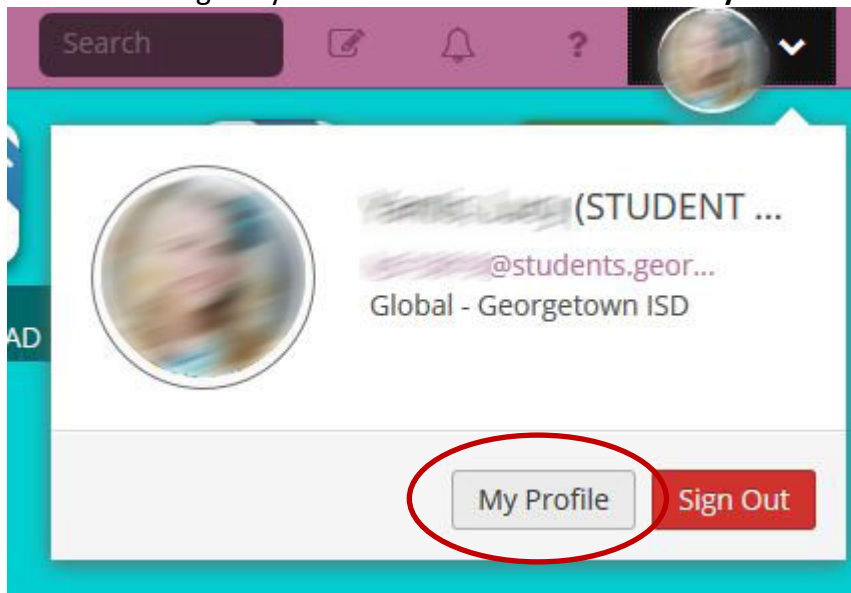 Search
?
(STUDENT ...
@students.geor...
Global - Georgetown ISD
AD
My Profile
Sign Out